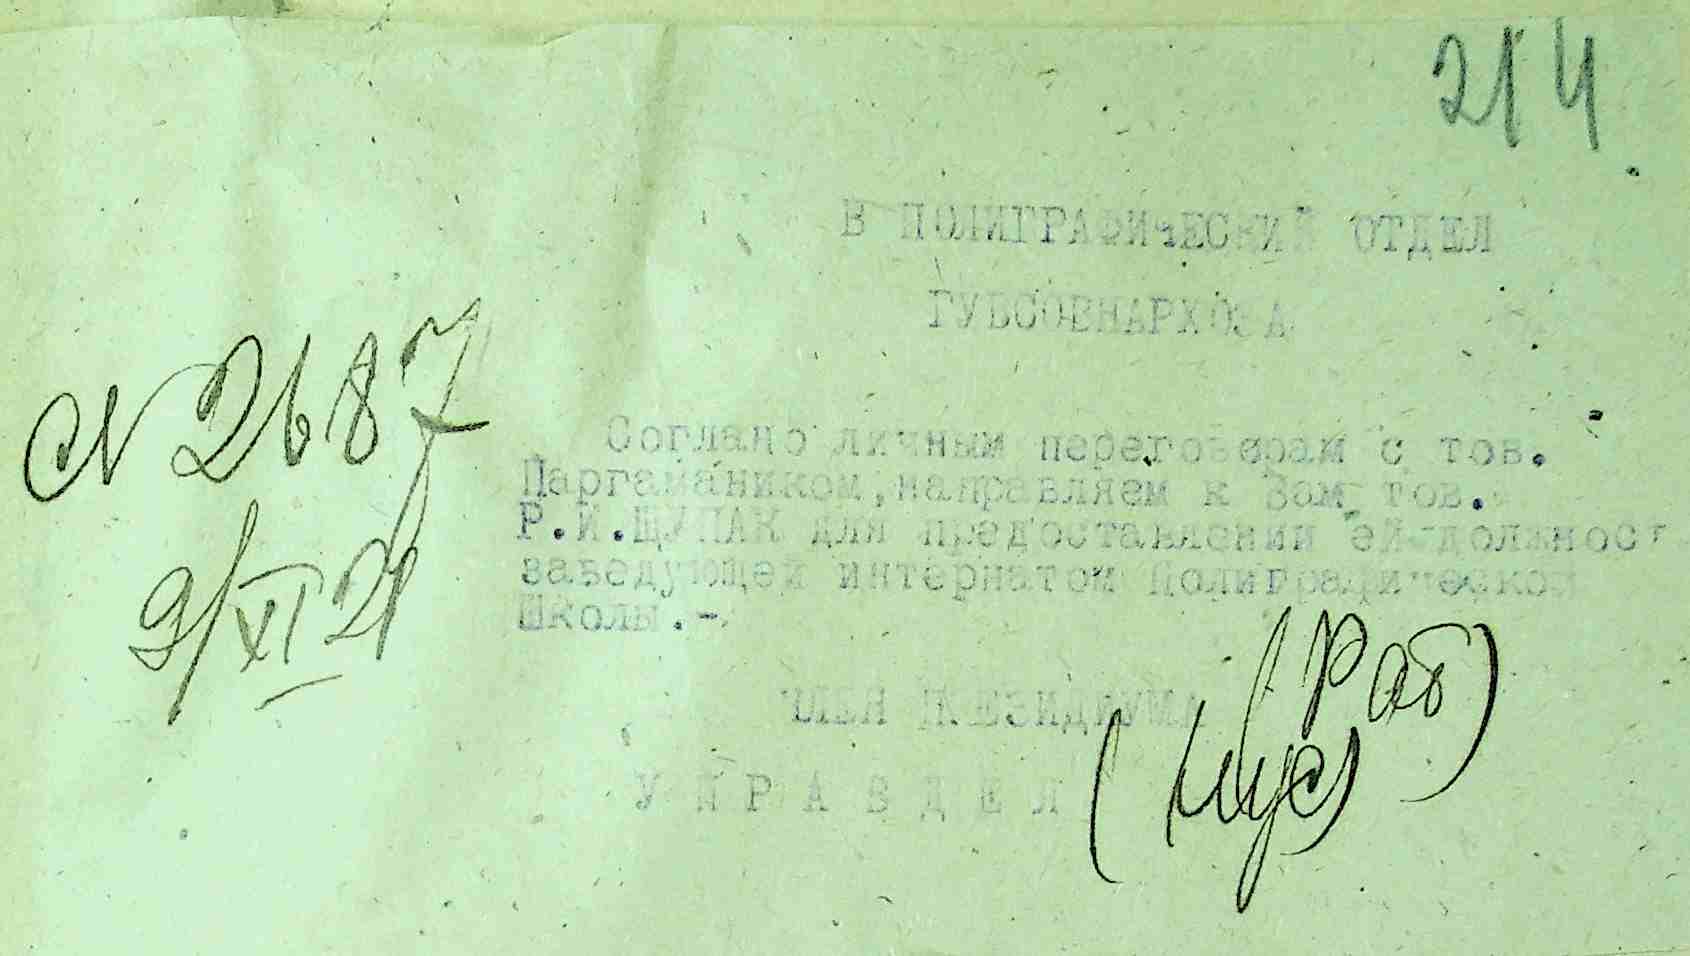 214
В ПОЛИГРАФИЧЕСКИЙ ОТДЕЛ
ГУБСОВНАРХОЗА
№ 2687
9/XI 21
Согласно личным переговорам с тов.
Паргамаником, направляем к Вам тов.
Р.И.ЩУПАК для предоставления ей должност
заведующей интернатом Полиграфической
Школы.-
ЧЛЕН ПРЕЗИДИУМА
УПРАВДЕЛ